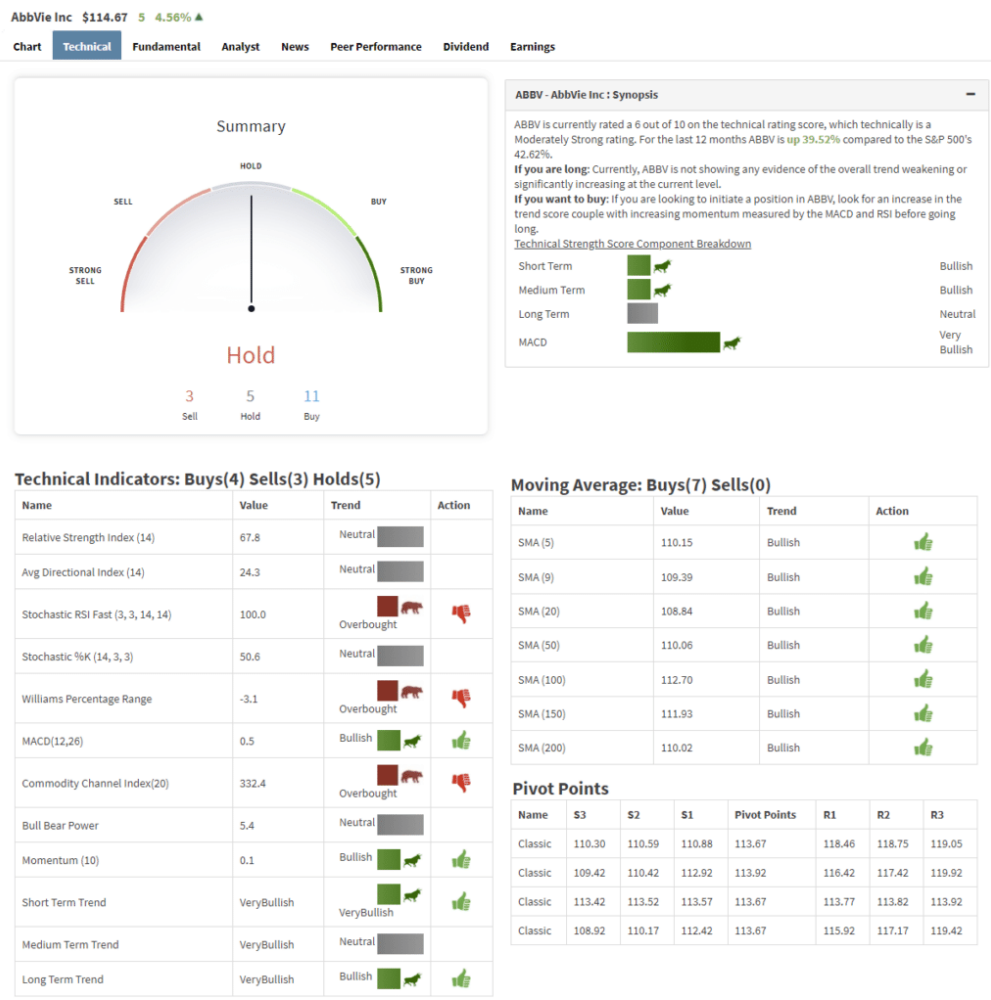 AbbVie Inc $114.67 5 4.56%
Chart Technical Fundamental Analyst News Peer Performance Dividend Earnings
Summary
HOLD
SELL BUY
STRONG SELL STRONG BUY
Hold
3 5 11
Sell Hold Buy
ABBV - AbbVie Inc : Synopsis
ABBV is currently rated a 6 out of 10 on the technical rating score, which technically is a
Moderately Strong rating. For the last 12 months ABBV is up 39.52% compared to the S&P 500's
42.62%.
If you are long: Currently, ABBV is not showing any evidence of the overall trend weakening or
significantly increasing at the current level.
If you want to buy: If you are looking to initiate a position in ABBV, look for an increase in the
trend score couple with increasing momentum measured by the MACD and RSI before going
long.
Technical Strength Score Component Breakdown
Short Term Bullish
Medium Term Bullish
Long Term Neutral
MACD Very Bullish
Technical Indicators: Buys(4) Sells(3) Holds(5)
Name Value Trend Action
Relative Strength Index (14) 67.8 Neutral
Avg Directional Index (14) 24.3 Neutral
Stochastic RSI Fast (3, 3, 14, 14) 100.0 Overbought
Stochastic %K (14, 3, 3) 50.6 Neutral
Williams Percentage Range -3.1 Overbought
MACD(12,26) 0.5 Bullish
Commodity Channel Index(20) 332.4 Overbought
Bull Bear Power 5.4 Neutral
Momentum (10) 0.1 Bullish
Short Term Trend VeryBullish VeryBullish
Medium Term Trend VeryBullish Neutral
Long Term Trend VeryBullish Bullish
Moving Average: Buys(7) Sells(0)
Name Value Trend Action
SMA (5) 110.15 Bullish
SMA (9) 109.39 Bullish
SMA (20) 108.84 Bullish
SMA (50) 110.06 Bullish
SMA (100) 112.70 Bullish
SMA (150) 111.93 Bullish
SMA (200) 110.02 Bullish
Pivot Points
Name S3 S2 S1 Pivot Points R1 R2 R3
Classic 110.30 110.59 110.88 113.67 118.46 118.75 119.05
Classic 109.42 110.42 112.92 113.92 116.42 117.42 119.92
Classic 113.42 113.52 113.57 113.67 113.77 113.82 113.92
Classic 108.92 110.17 112.42 113.67 115.92 117.17 119.42